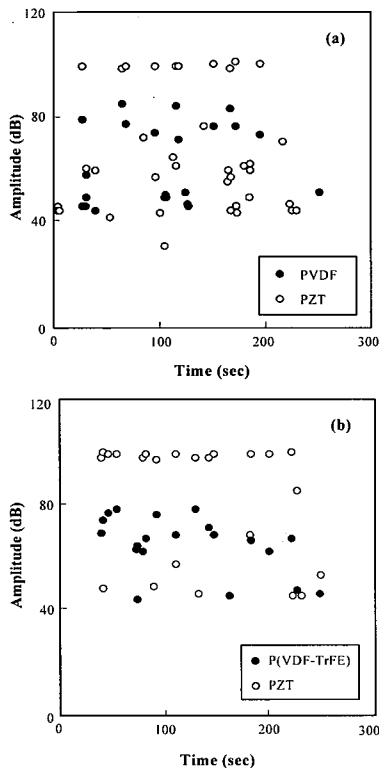 120
(a)
80
40
0
0
100
200
300
Amplitude (dB)
Time (sec)
PVDF
PZT
120
(b)
80
40
0
0
100
200
300
Amplitude (dB)
Time (sec)
P(VDF-TrFE)
PZT